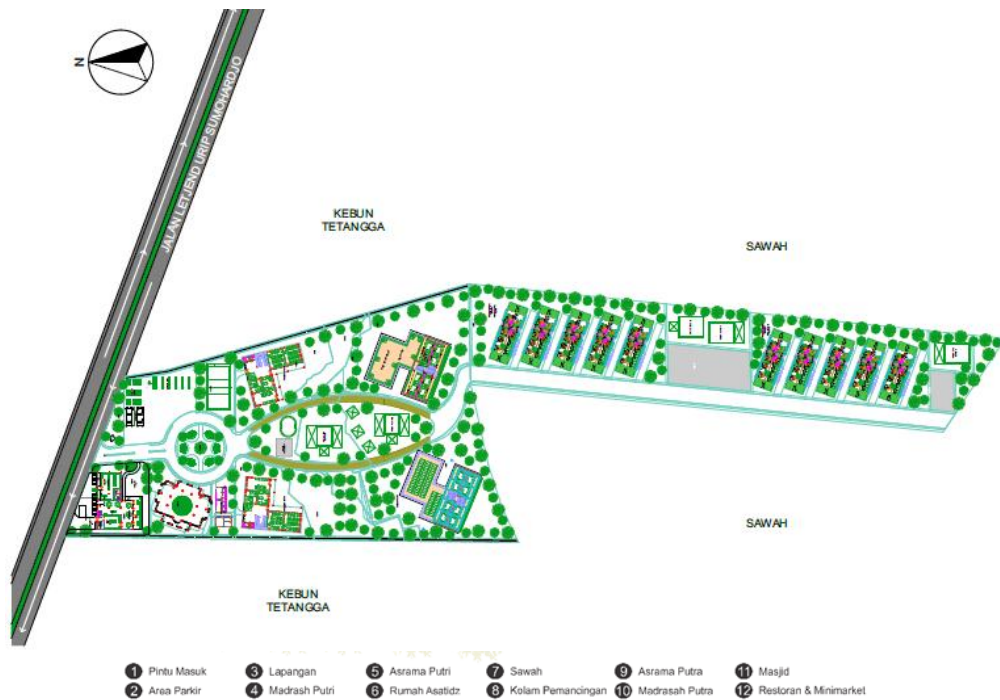 N
JALAN LETJEND URIP SUMOHARJO
KEBUN
TETANGGA
SAWAH
SAWAH
KEBUN
TETANGGA
1 Pintu Masuk
2 Area Parkir
3 Lapangan
4 Madrash Putri
5 Asrama Putri
6 Rumah Asatidz
7 Sawah
8 Kolam Pemancingan
9 Asrama Putra
10 Madrasah Putra
11 Masjid
12 Restoran & Minimarket